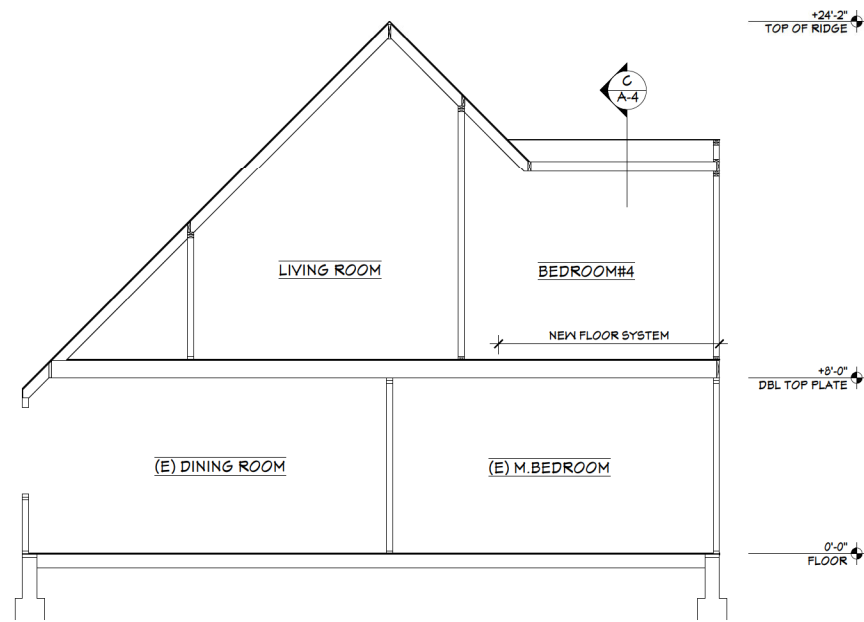 +24'-2"
TOP OF RIDGE
C
A-4
LIVING ROOM
BEDROOM#4
NEW FLOOR SYSTEM
+8'-0"
DBL TOP PLATE
(E) DINING ROOM
(E) M.BEDROOM
0'-0"
FLOOR